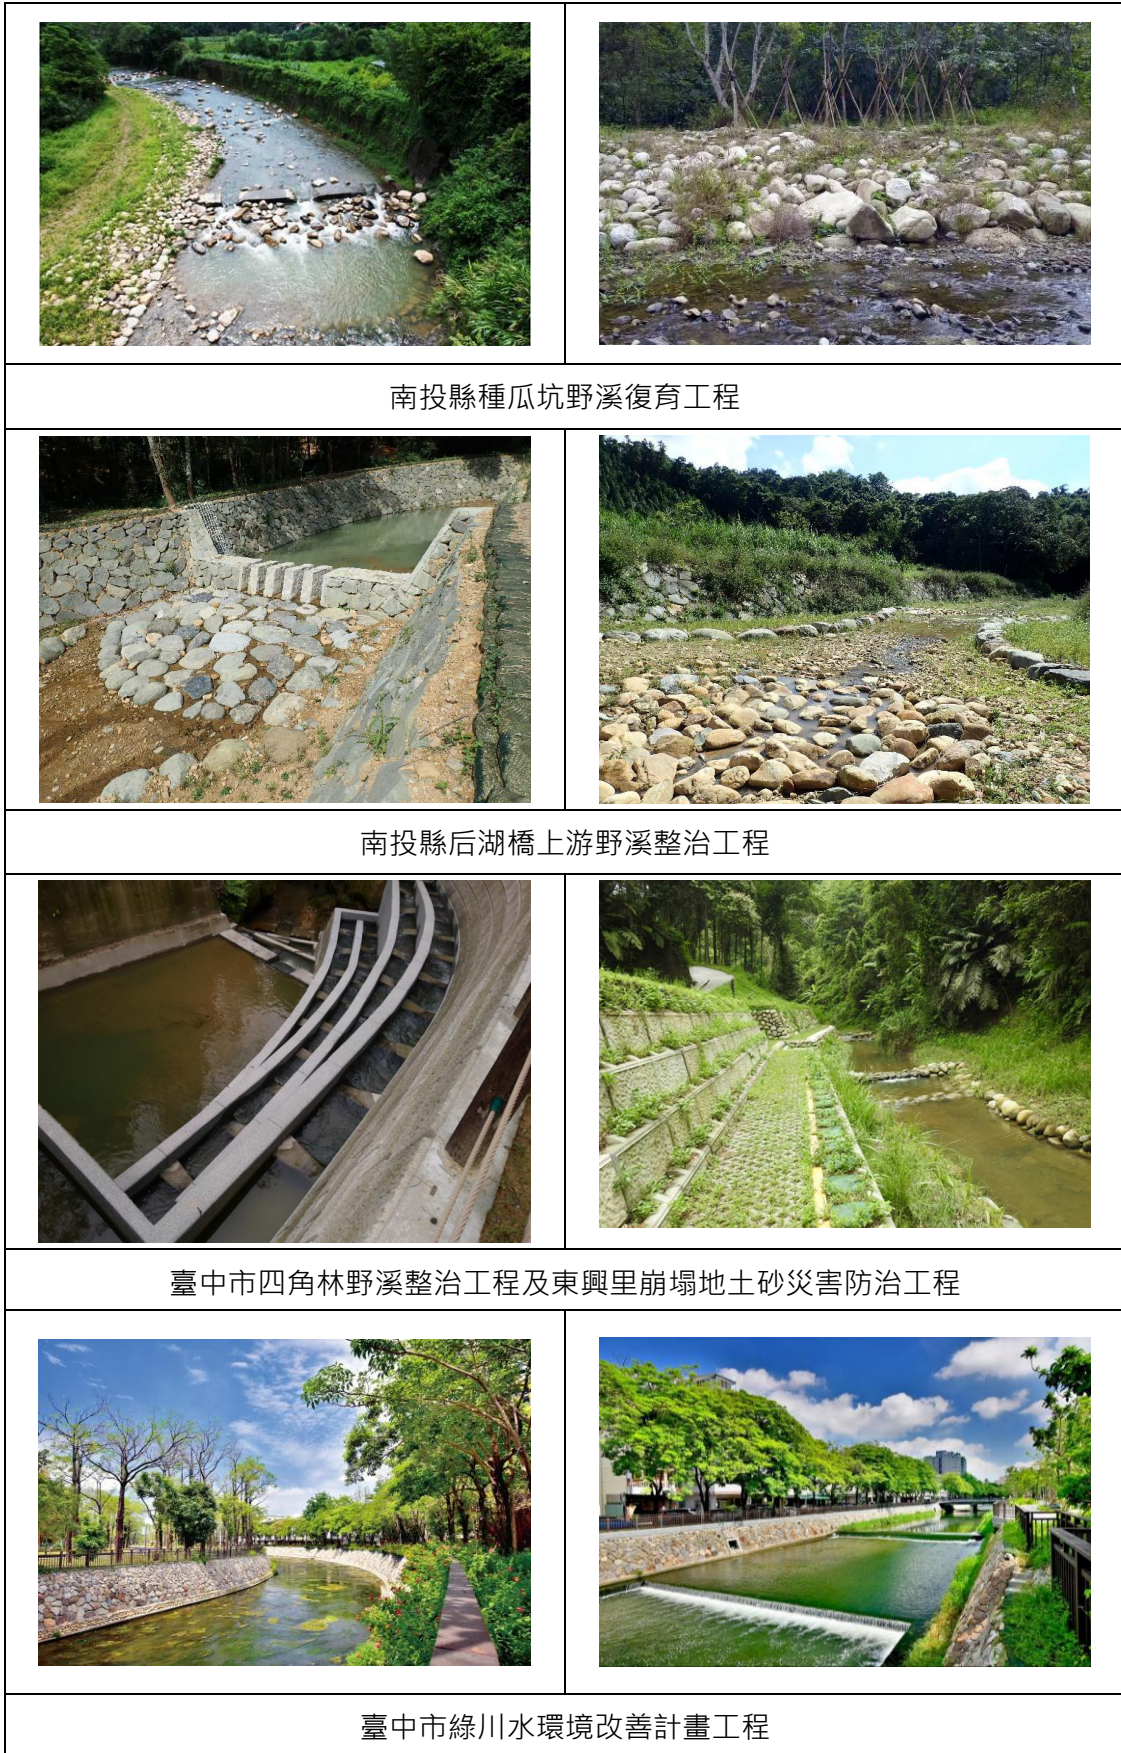 南投縣種瓜坑野溪復育工程
南投縣后湖橋上游野溪整治工程
臺中市四角林野溪整治工程及東興里崩塌地土砂災害防治工程
臺中市綠川水環境改善計畫工程